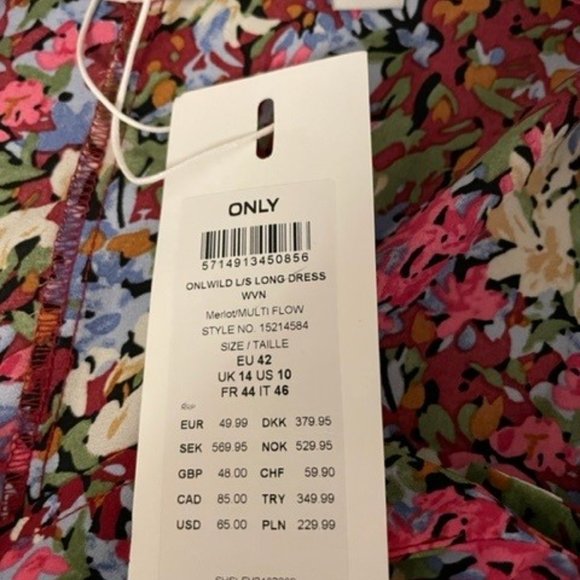 ONLY
5714913450856
ONLWILD L/S LONG DRESS
WVN
Merlot/MULTI FLOW
STYLE NO. 15214584
SIZE / TAILLE
EU 42
UK 14 US 10
FR 44 IT 46
EUR 49.99 DKK 379.95
SEK 569.95 NOK 529.95
GBP 48.00 CHF 59.90
CAD 85.00 TRY 349.99
USD 65.00 PLN 229.99